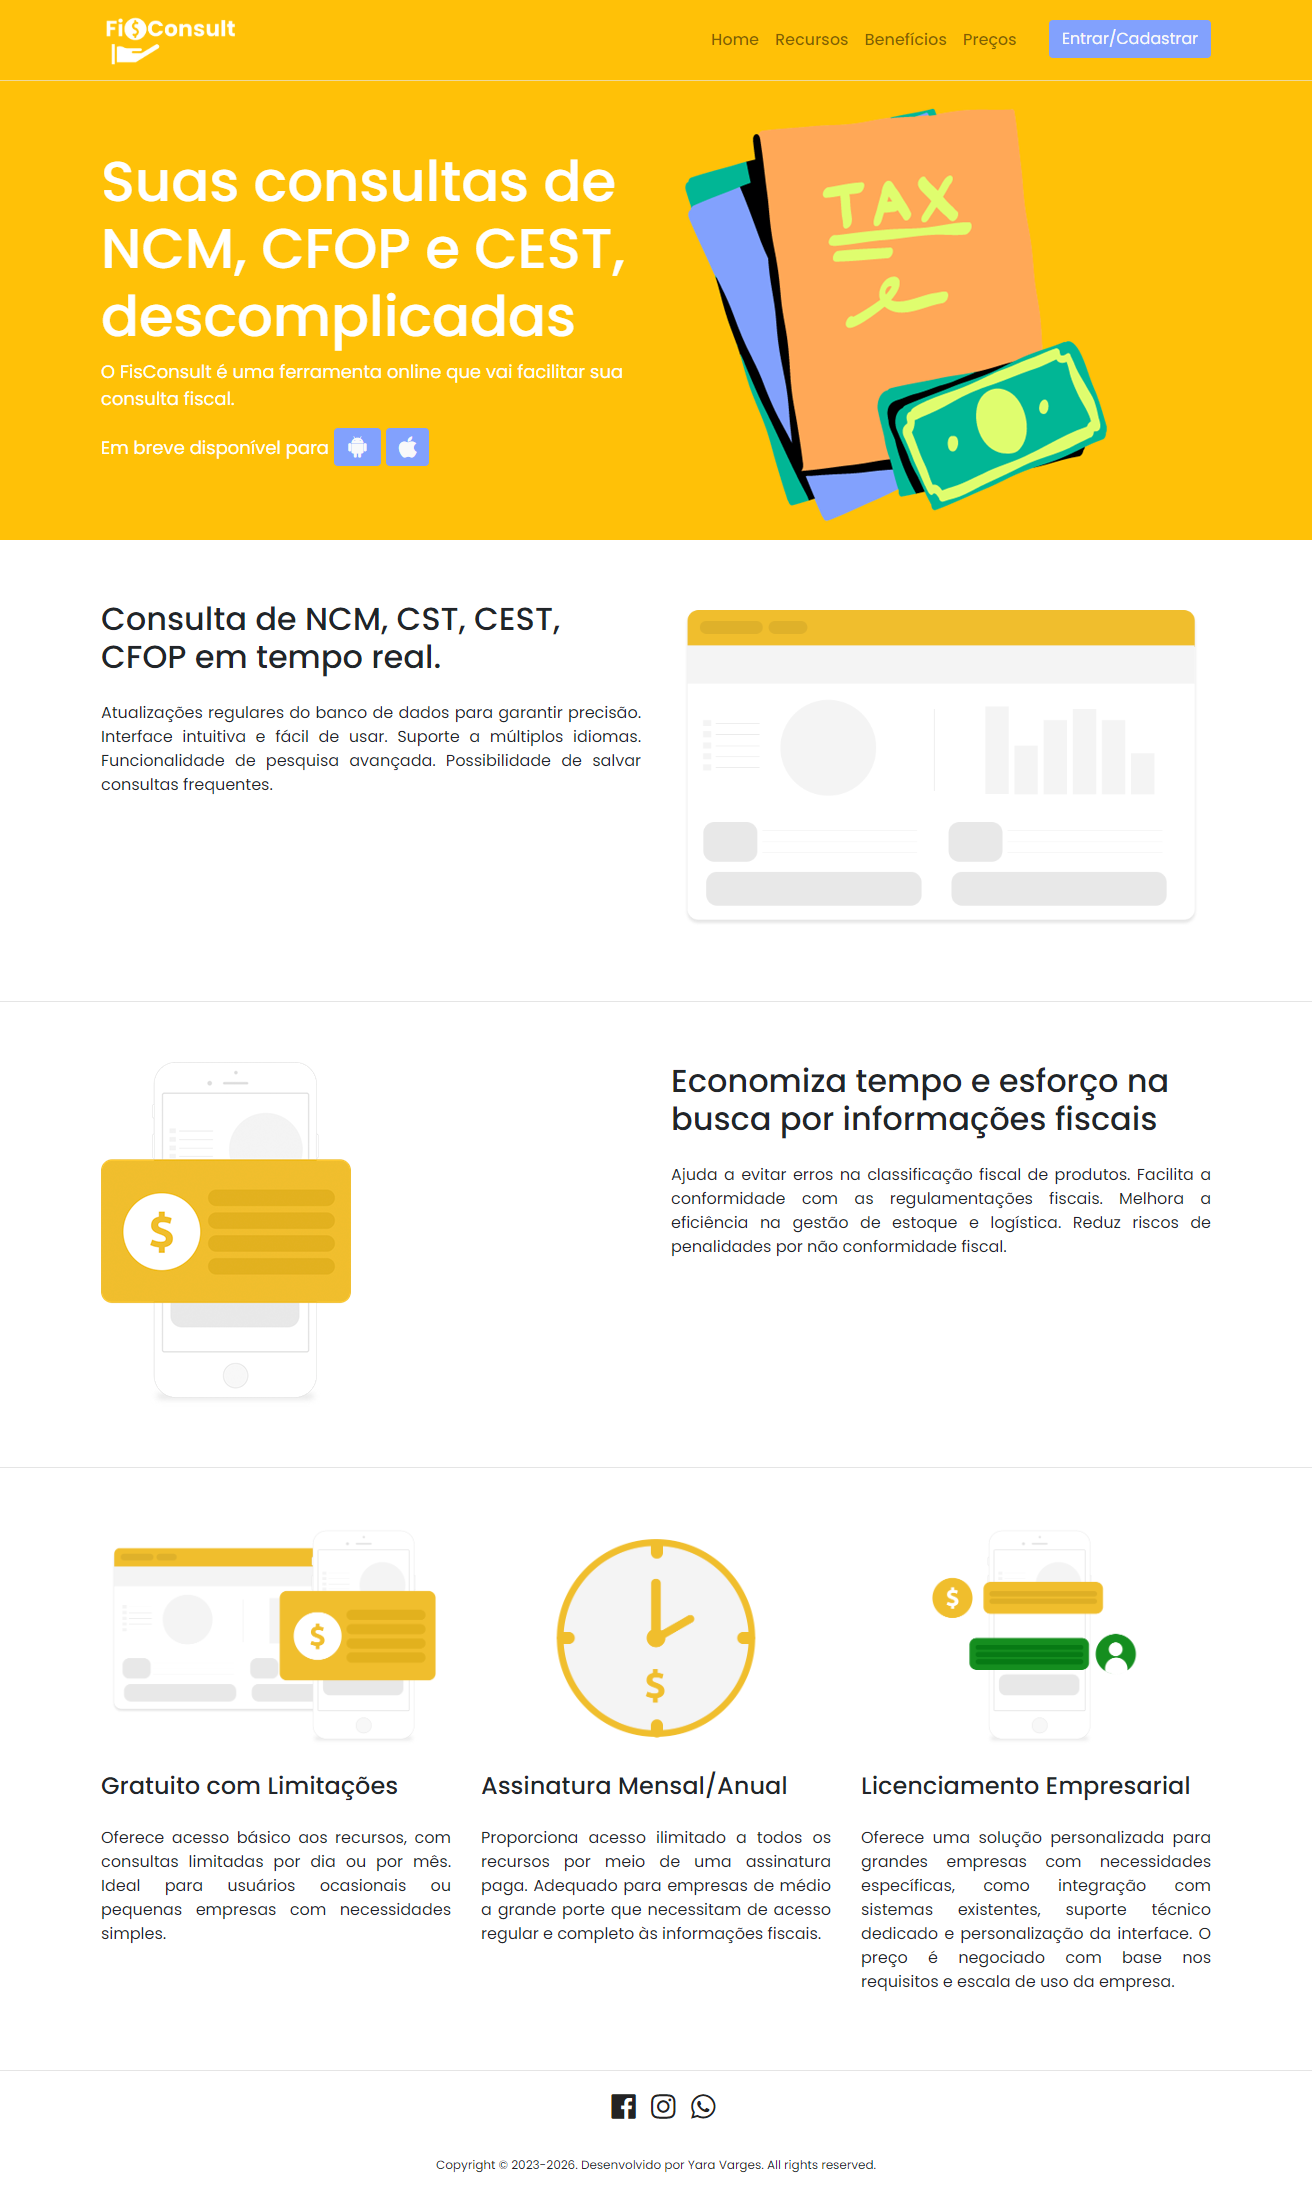 Fi$Consult
Home Recursos Benefícios Preços Entrar/Cadastrar
Suas consultas de
NCM, CFOP e CEST,
descomplicadas
O FisConsult é uma ferramenta online que vai facilitar sua
consulta fiscal.
Em breve disponível para
TAX
Consulta de NCM, CST, CEST,
CFOP em tempo real.
Atualizações regulares do banco de dados para garantir precisão.
Interface intuitiva e fácil de usar. Suporte a múltiplos idiomas.
Funcionalidade de pesquisa avançada. Possibilidade de salvar
consultas frequentes.
$
Economiza tempo e esforço na
busca por informações fiscais
Ajuda a evitar erros na classificação fiscal de produtos. Facilita a
conformidade com as regulamentações fiscais. Melhora a
eficiência na gestão de estoque e logística. Reduz riscos de
penalidades por não conformidade fiscal.
$
Gratuito com Limitações
Oferece acesso básico aos recursos, com
consultas limitadas por dia ou por mês.
Ideal para usuários ocasionais ou
pequenas empresas com necessidades
simples.
$
Assinatura Mensal/Anual
Proporciona acesso ilimitado a todos os
recursos por meio de uma assinatura
paga. Adequado para empresas de médio
a grande porte que necessitam de acesso
regular e completo às informações fiscais.
$
Licenciamento Empresarial
Oferece uma solução personalizada para
grandes empresas com necessidades
específicas, como integração com
sistemas existentes, suporte técnico
dedicado e personalização da interface. O
preço é negociado com base nos
requisitos e escala de uso da empresa.
Copyright © 2023-2026. Desenvolvido por Yara Varges. All rights reserved.